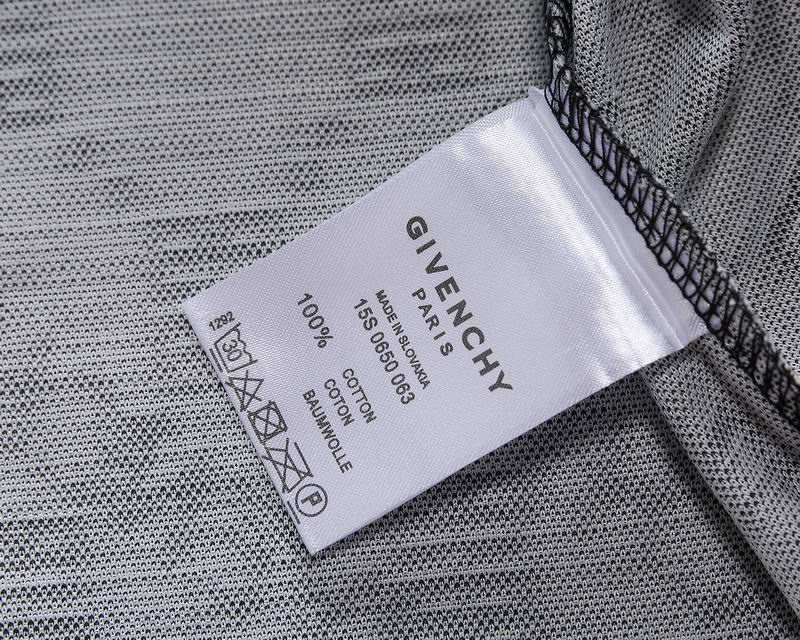 GIVENCHY
PARIS
MADE IN SLOVAKIA
15S 0650 063
100%
COTTON
COTON
BAUMWOLLE
1292
30
P